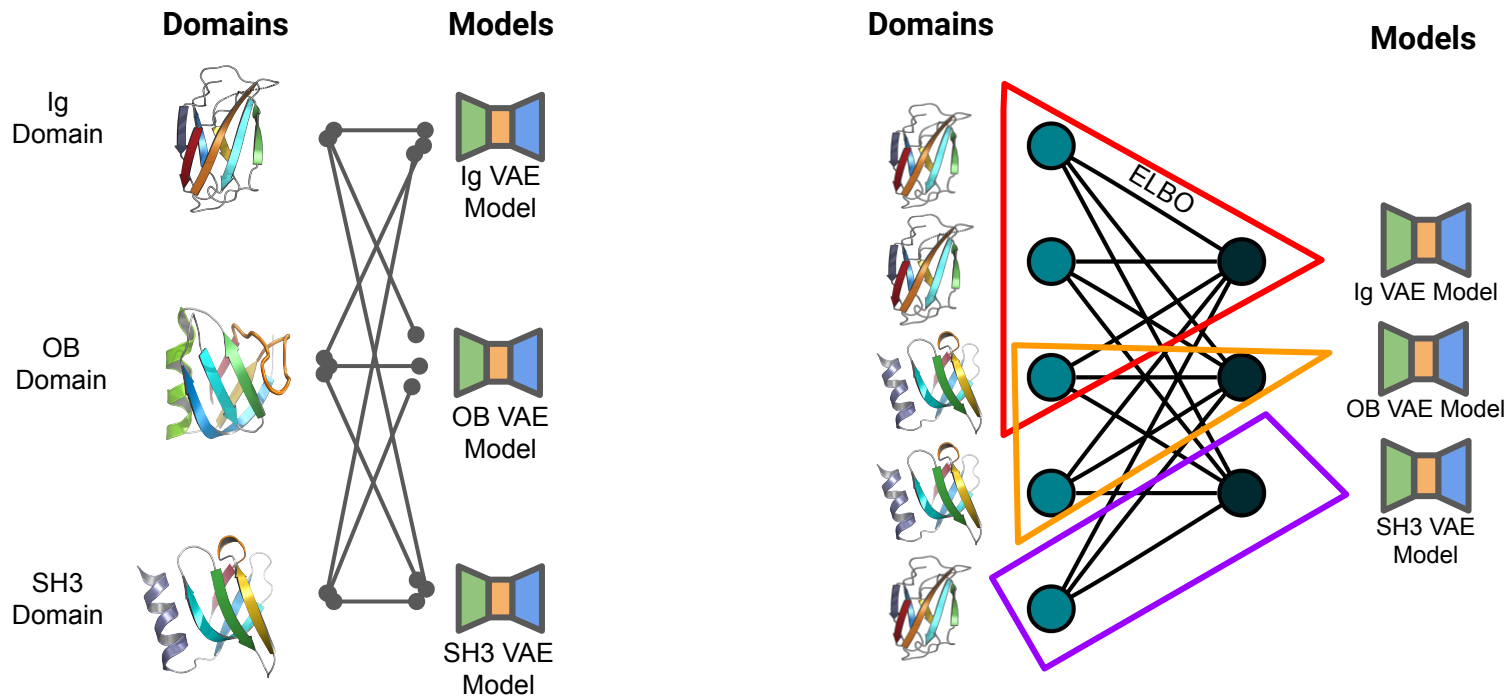 Domains
Models
Ig
Domain
Ig VAE
Model
OB
Domain
OB VAE
Model
SH3
Domain
SH3 VAE
Model
Domains
Models
ELBO
Ig VAE Model
OB VAE Model
SH3 VAE
Model